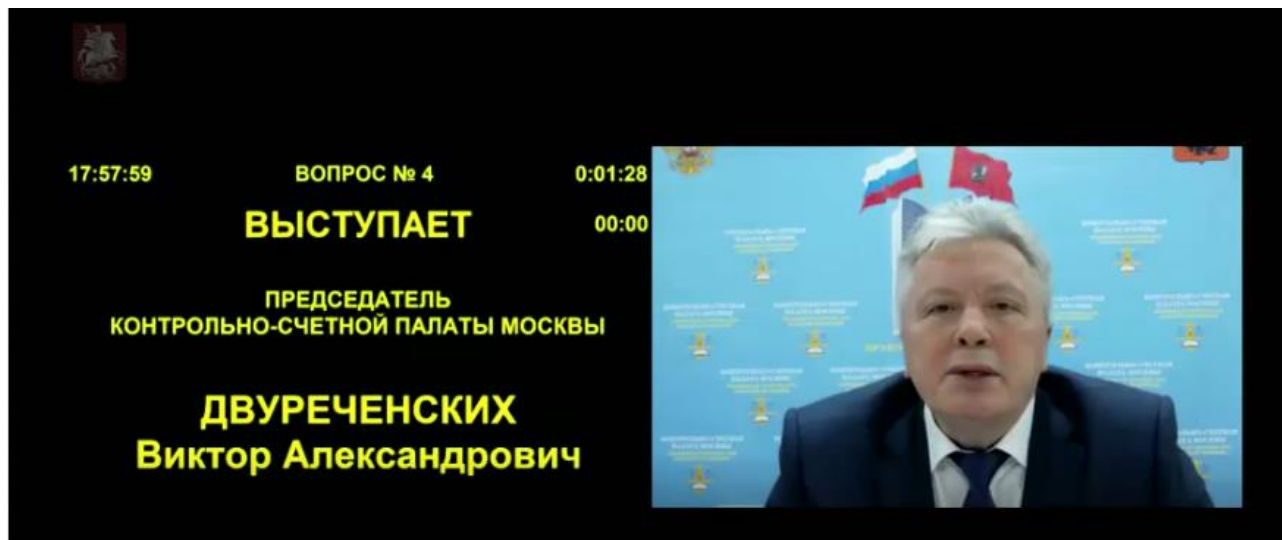 17:57:59 ВОПРОС № 4 0:01:28
ВЫСТУПАЕТ 00:00
ПРЕДСЕДАТЕЛЬ
КОНТРОЛЬНО-СЧЕТНОЙ ПАЛАТЫ МОСКВЫ
ДВУРЕЧЕНСКИХ
Виктор Александрович